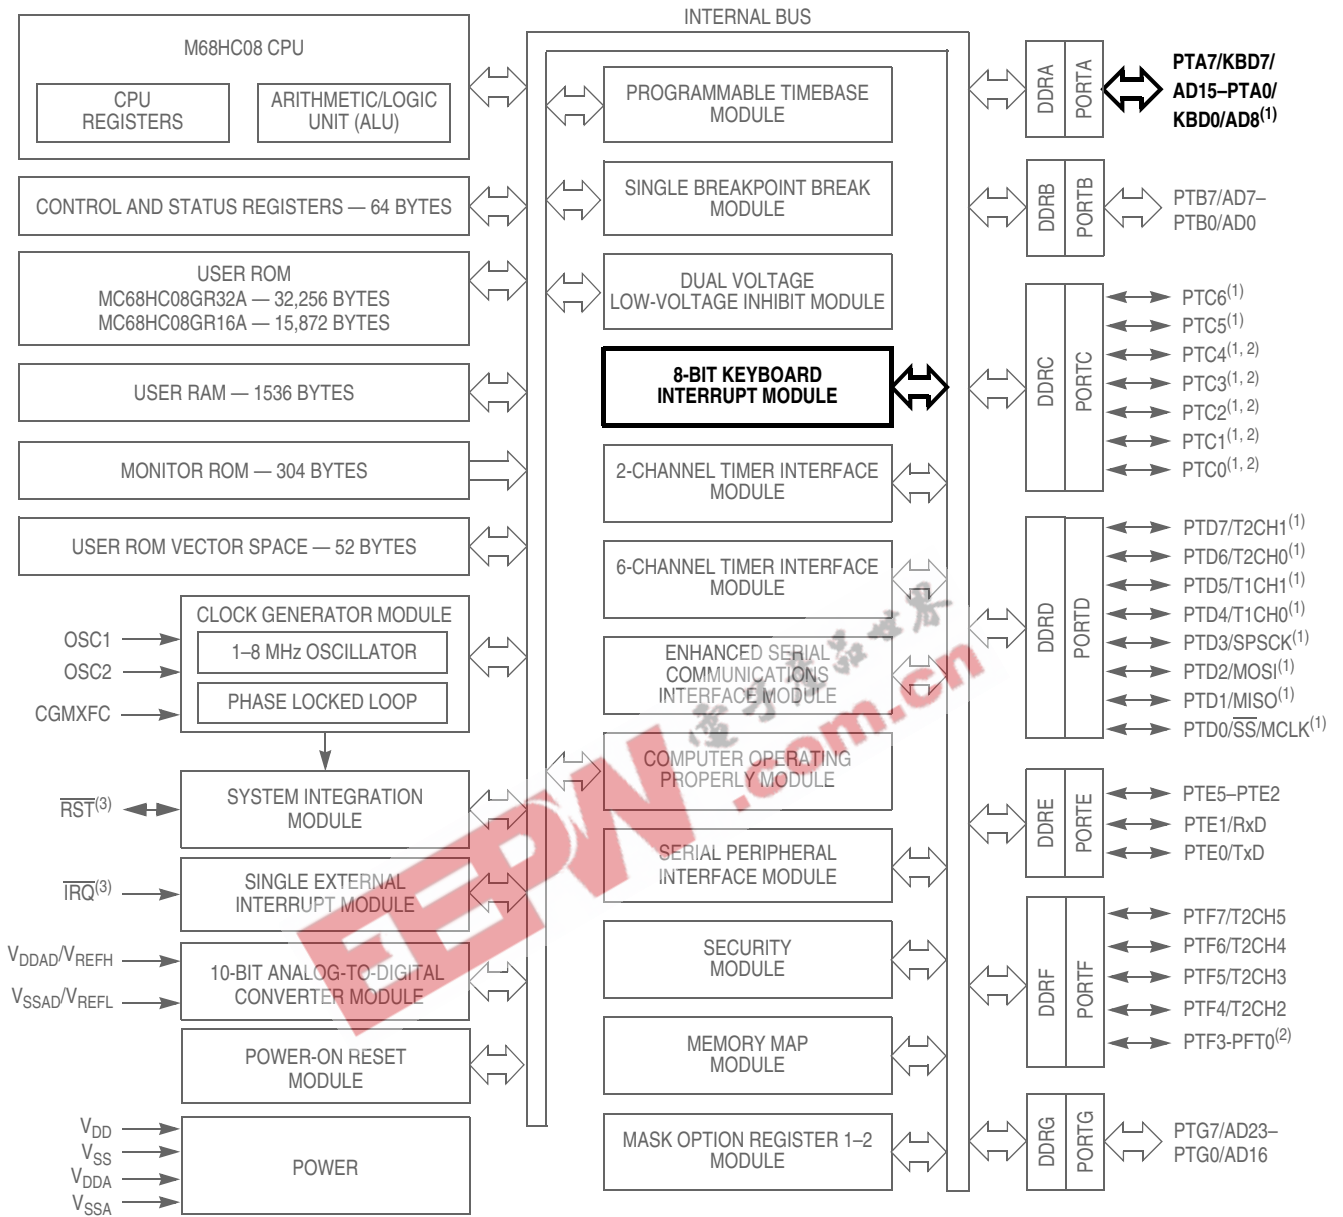 INTERNAL BUS
M68HC08 CPU
CPU
REGISTERS
ARITHMETIC/LOGIC
UNIT (ALU)
CONTROL AND STATUS REGISTERS — 64 BYTES
USER ROM
MC68HC08GR32A — 32,256 BYTES
MC68HC08GR16A — 15,872 BYTES
USER RAM — 1536 BYTES
MONITOR ROM — 304 BYTES
USER ROM VECTOR SPACE — 52 BYTES
CLOCK GENERATOR MODULE
1–8 MHz OSCILLATOR
PHASE LOCKED LOOP
OSC1
OSC2
CGMXFC
SYSTEM INTEGRATION
MODULE
RST(3)
SINGLE EXTERNAL
INTERRUPT MODULE
IRQ(3)
10-BIT ANALOG-TO-DIGITAL
CONVERTER MODULE
VDDAD/VREFH
VSSAD/VREFL
POWER-ON RESET
MODULE
POWER
VDD
VSS
VDDA
VSSA
PROGRAMMABLE TIMEBASE
MODULE
SINGLE BREAKPOINT BREAK
MODULE
DUAL VOLTAGE
LOW-VOLTAGE INHIBIT MODULE
8-BIT KEYBOARD
INTERRUPT MODULE
2-CHANNEL TIMER INTERFACE
MODULE
6-CHANNEL TIMER INTERFACE
MODULE
ENHANCED SERIAL
COMMUNICATIONS
INTERFACE MODULE
COMPUTER OPERATING
PROPERLY MODULE
SERIAL PERIPHERAL
INTERFACE MODULE
SECURITY
MODULE
MEMORY MAP
MODULE
MASK OPTION REGISTER 1–2
MODULE
DDRA
PORTA
PTA7/KBD7/
AD15–PTA0/
KBD0/AD8(1)
DDRB
PORTB
PTB7/AD7–
PTB0/AD0
DDRC
PORTC
PTC6(1)
PTC5(1)
PTC4(1, 2)
PTC3(1, 2)
PTC2(1, 2)
PTC1(1, 2)
PTC0(1, 2)
DDRD
PORTD
PTD7/T2CH1(1)
PTD6/T2CH0(1)
PTD5/T1CH1(1)
PTD4/T1CH0(1)
PTD3/SPSCK(1)
PTD2/MOSI(1)
PTD1/MISO(1)
PTD0/SS/MCLK(1)
DDRE
PORTE
PTE5–PTE2
PTE1/RxD
PTE0/TxD
DDRF
PORTF
PTF7/T2CH5
PTF6/T2CH4
PTF5/T2CH3
PTF4/T2CH2
PTF3-PFT0(2)
DDRG
PORTG
PTG7/AD23–
PTG0/AD16
EEPW.com.cn
電子產品世界